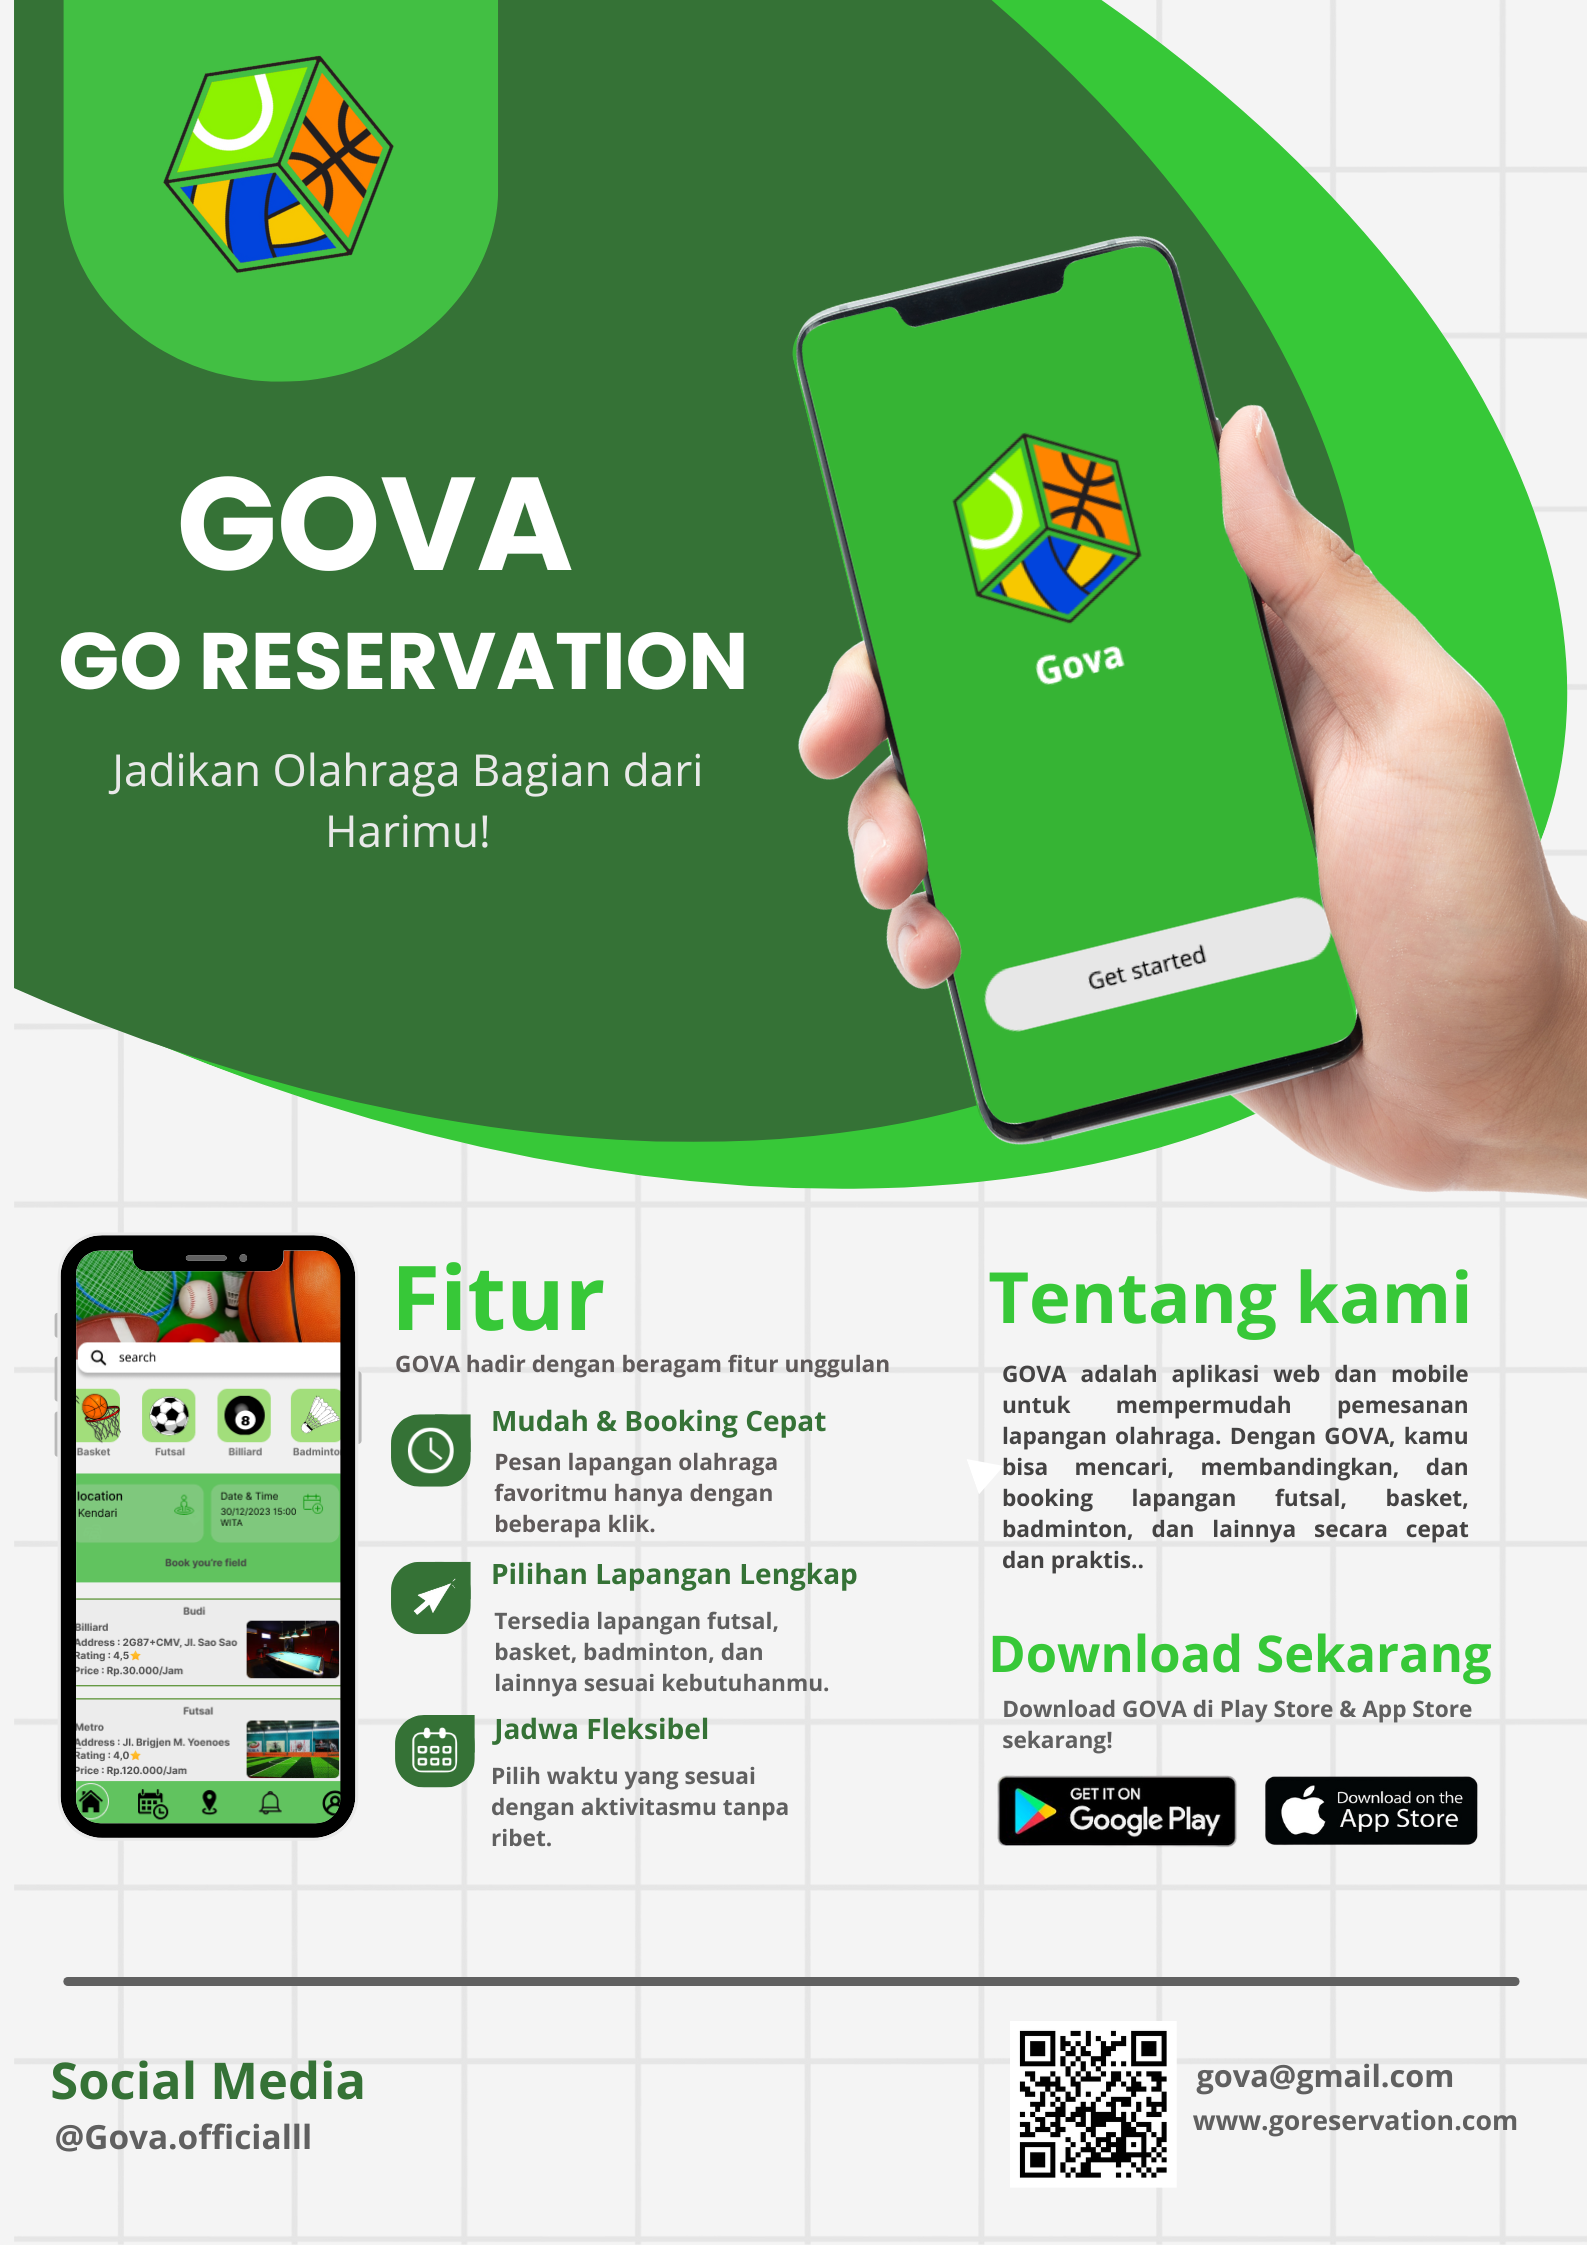 GOVA
GO RESERVATION
Jadikan Olahraga Bagian dari
Harimu!
Gova
Get started
search
Basket
Futsal
Billiard
Badminto
location
Kendari
Date & Time
30/12/2023 15:00
WITA
Book you're field
Budi
Billiard
Address : 2G87+CMV, Jl. Sao Sao
Rating : 4,5
Price : Rp.30.000/Jam
Futsal
Metro
Address : Jl. Brigjen M. Yoenoes
Rating : 4,0
Price : Rp.120.000/Jam
Fitur
GOVA hadir dengan beragam fitur unggulan
Mudah & Booking Cepat
Pesan lapangan olahraga
favoritmu hanya dengan
beberapa klik.
Pilihan Lapangan Lengkap
Tersedia lapangan futsal,
basket, badminton, dan
lainnya sesuai kebutuhanmu.
Jadwa Fleksibel
Pilih waktu yang sesuai
dengan aktivitasmu tanpa
ribet.
Tentang kami
GOVA adalah aplikasi web dan mobile
untuk mempermudah pemesanan
lapangan olahraga. Dengan GOVA, kamu
bisa mencari, membandingkan, dan
booking lapangan futsal, basket,
badminton, dan lainnya secara cepat
dan praktis..
Download Sekarang
Download GOVA di Play Store & App Store
sekarang!
GET IT ON
Google Play
Download on the
App Store
Social Media
@Gova.officialll
gova@gmail.com
www.goreservation.com